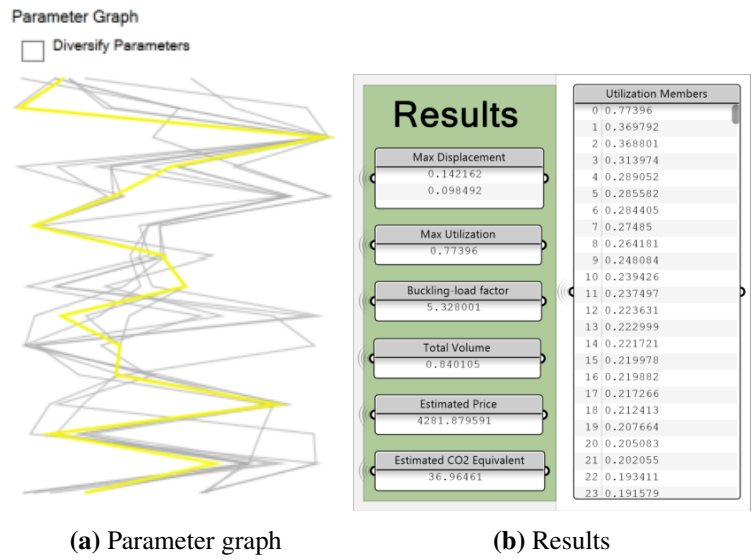 Parameter Graph
Diversify Parameters
Results
Max Displacement
0.142162
0.098492
Max Utilization
0.77396
Buckling-load factor
5.328001
Total Volume
0.840105
Estimated Price
4281.879591
Estimated CO2 Equivalent
36.96461
Utilization Members
0 0.77396
1 0.369792
2 0.368801
3 0.313974
4 0.289052
5 0.285582
6 0.284405
7 0.27485
8 0.264181
9 0.248084
10 0.239426
11 0.237497
12 0.223631
13 0.222999
14 0.221721
15 0.219978
16 0.219882
17 0.217266
18 0.212413
19 0.207664
20 0.205083
21 0.202055
22 0.193411
23 0.191579
(a) Parameter graph
(b) Results